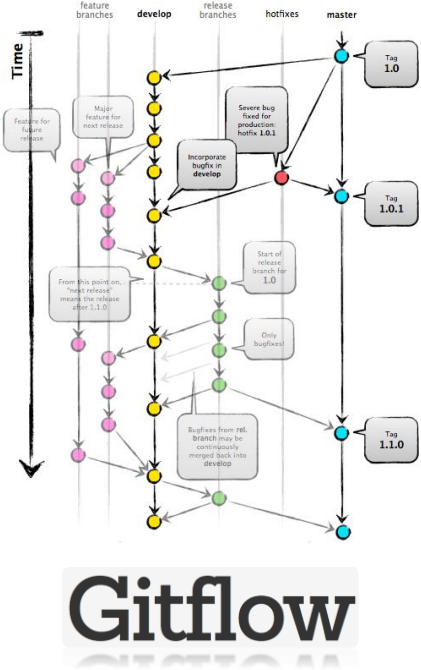 feature
branches
develop
release
branches
hotfixes
master
Time
Tag
1.0
Feature for
future
release
Major
feature for
next release
Severe bug
fixed for
production:
hotfix 1.0.1
Incorporate
bugfix in
develop
Tag
1.0.1
Start of
release
branch for
1.0
From this point on,
"next release"
means the release
after 1.1.0
Only
bugfixes!
Bugfixes from rel.
branch may be
continuously
merged back into
develop
Tag
1.1.0
Gitflow